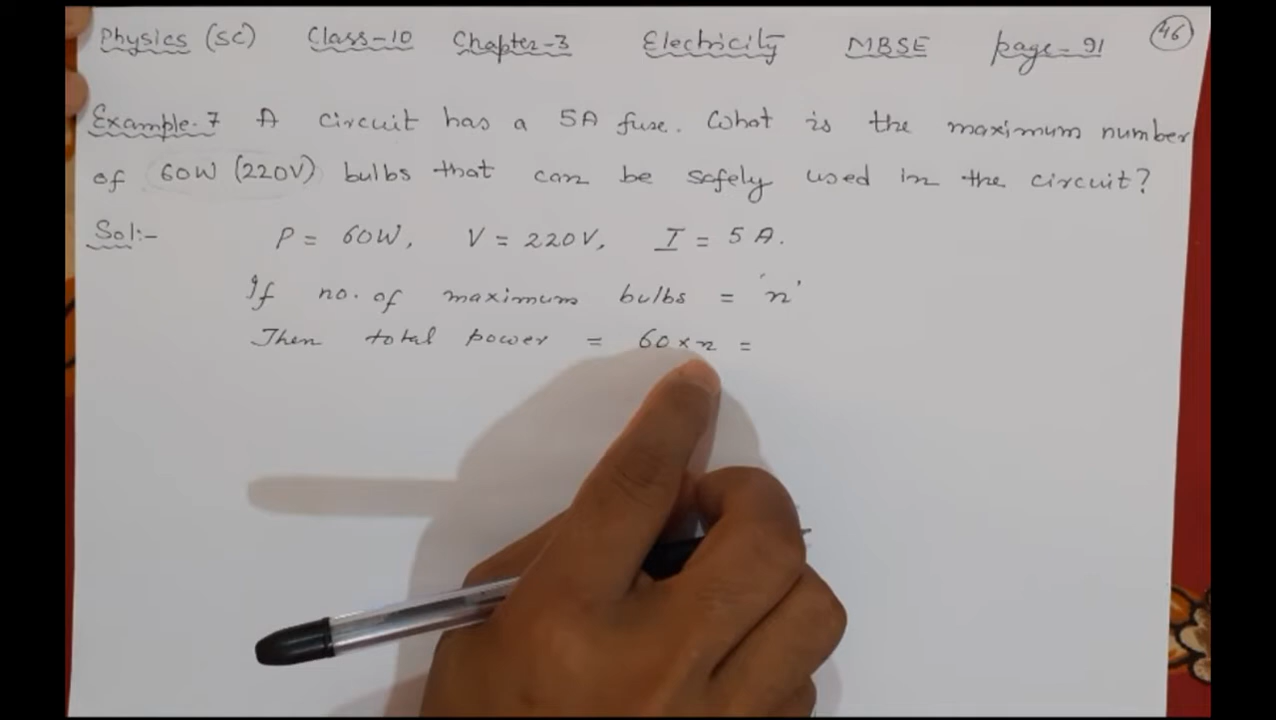 Physics (SC) Class-10 Chapter-3 Electricity MBSE page-91 46
Example-7 A circuit has a 5A fuse. What is the maximum number
of 60W (220V) bulbs that can be safely used in the circuit?
Sol:- P = 60W, V = 220V, I = 5A.
If no. of maximum bulbs = 'n'
Then total power = 60×n =